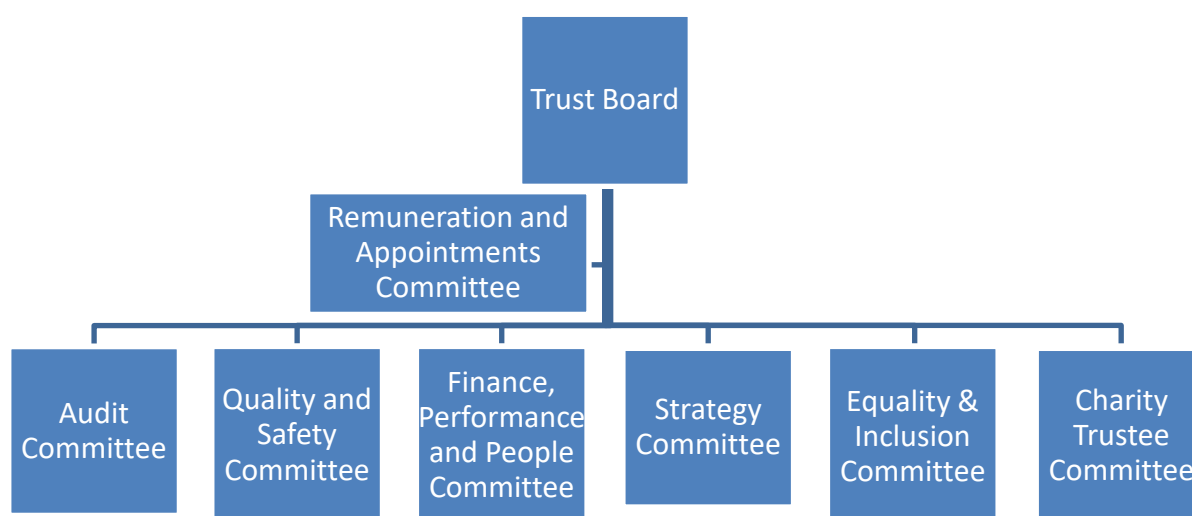 Trust Board
Remuneration and
Appointments
Committee
Audit
Committee
Quality and
Safety
Committee
Finance,
Performance
and People
Committee
Strategy
Committee
Equality &
Inclusion
Committee
Charity
Trustee
Committee